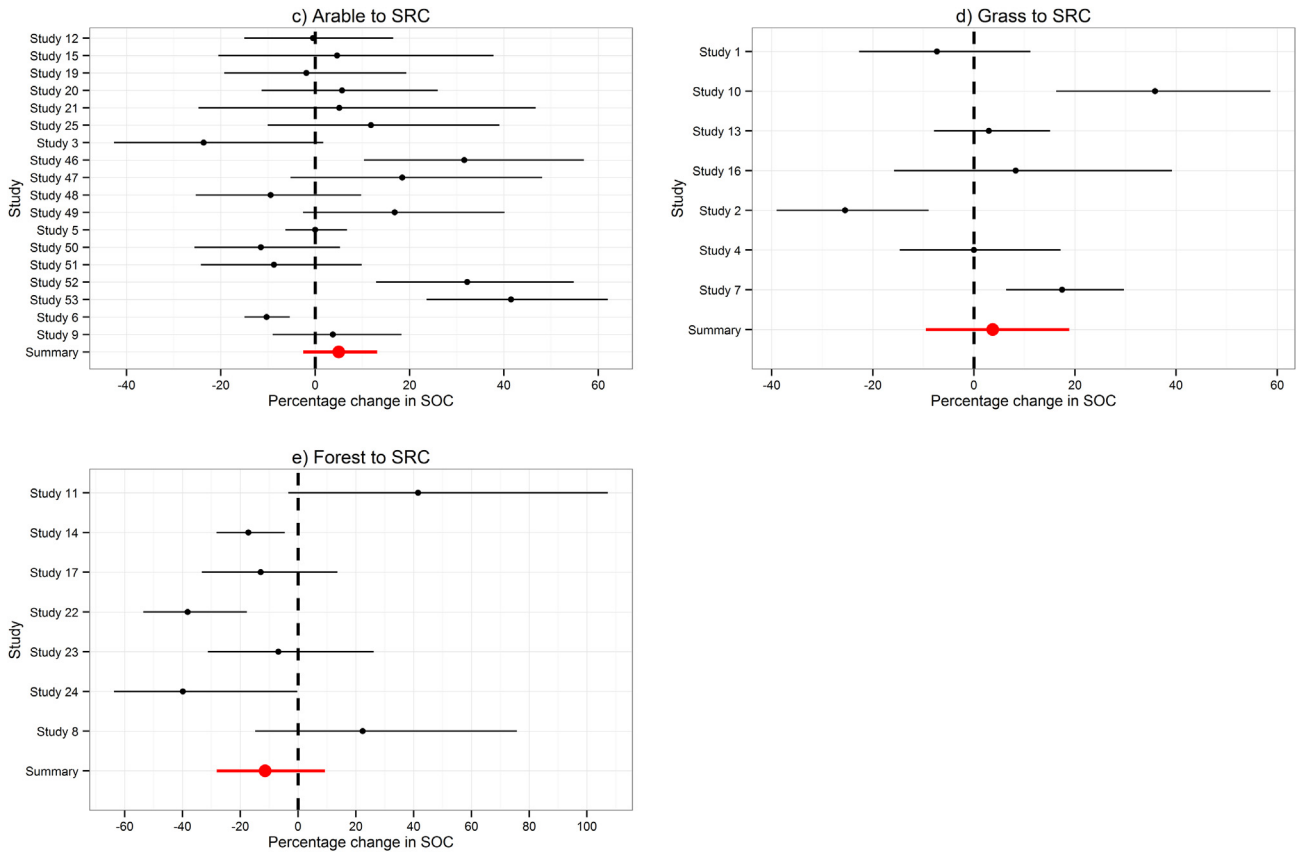 c) Arable to SRC
Study 12
Study 15
Study 19
Study 20
Study 21
Study 25
Study 3
Study 46
Study 47
Study 48
Study 49
Study 5
Study 50
Study 51
Study 52
Study 53
Study 6
Study 9
Summary
Study
-40 -20 0 20 40 60
Percentage change in SOC
d) Grass to SRC
Study 1
Study 10
Study 13
Study 16
Study 2
Study 4
Study 7
Summary
Study
-40 -20 0 20 40 60
Percentage change in SOC
e) Forest to SRC
Study 11
Study 14
Study 17
Study 22
Study 23
Study 24
Study 8
Summary
Study
-60 -40 -20 0 20 40 60 80 100
Percentage change in SOC